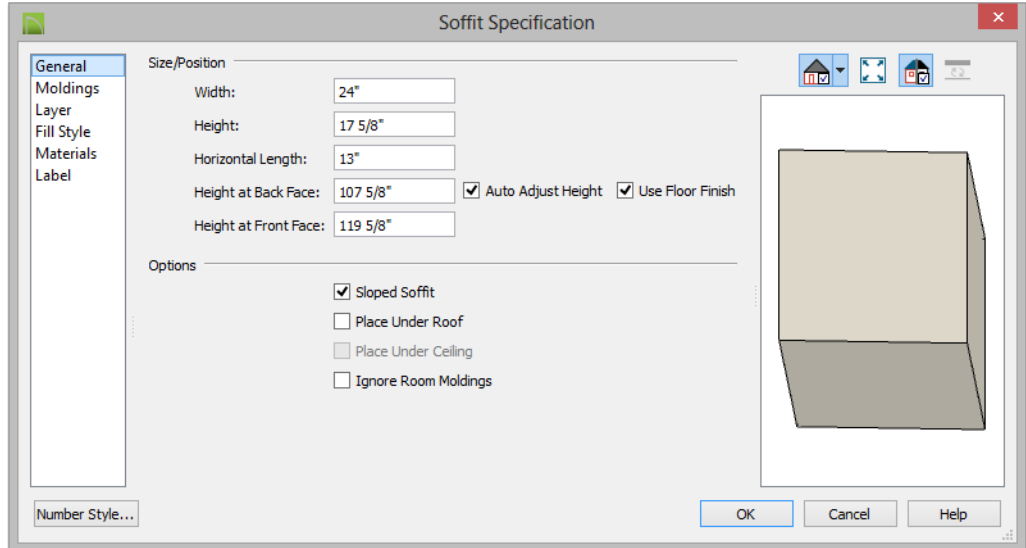 Soffit Specification
General
Moldings
Layer
Fill Style
Materials
Label
Size/Position
Width: 24"
Height: 17 5/8"
Horizontal Length: 13"
Height at Back Face: 107 5/8" Auto Adjust Height Use Floor Finish
Height at Front Face: 119 5/8"
Options
Sloped Soffit
Place Under Roof
Place Under Ceiling
Ignore Room Moldings
Number Style... OK Cancel Help